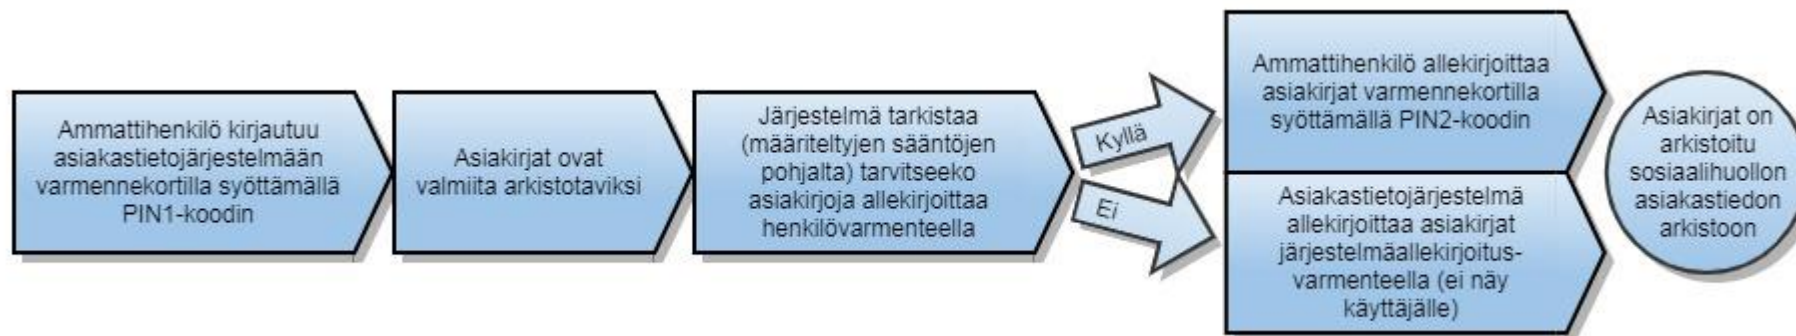 Ammattihenkilö kirjautuu
asiakastietojärjestelmään
varmennekortilla syöttämällä
PIN1-koodin
Asiakirjat ovat
valmiita arkistotaviksi
Järjestelmä tarkistaa
(määriteltyjen sääntöjen
pohjalta) tarvitseeko
asiakirjoja allekirjoittaa
henkilövarmenteella
Kyllä
Ei
Ammattihenkilö allekirjoittaa
asiakirjat varmennekortilla
syöttämällä PIN2-koodin
Asiakastietojärjestelmä
allekirjoittaa asiakirjat
järjestelmäallekirjoitus-
varmenteella (ei näy
käyttäjälle)
Asiakirjat on
arkistoitu
sosiaalihuollon
asiakastiedon
arkistoon